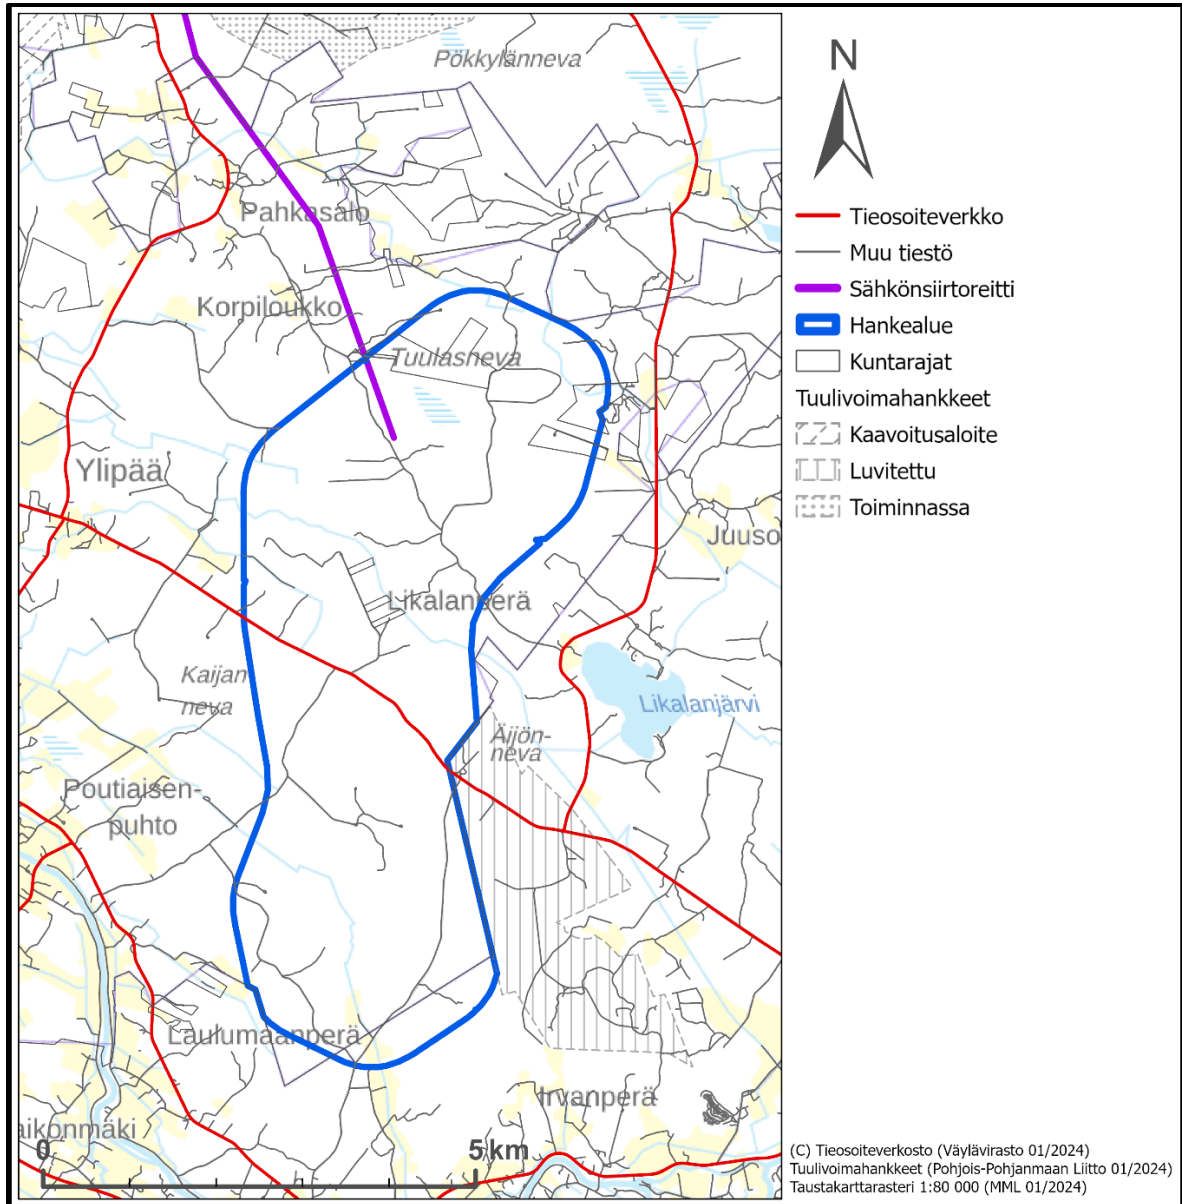 Pökkylänneva
Pahkasalo
Korpiloukko
Tuulasneva
Ylipää
Juuso
Likalanperä
Kaijan-
neva
Likalanjärvi
Äijön-
neva
Poutiaisen-
puhto
Laulumaanperä
Irvanperä
aikonmäki
0
5 km
N
Tieosoiteverkko
Muu tiestö
Sähkönsiirtoreitti
Hankealue
Kuntarajat
Tuulivoimahankkeet
Kaavoitusaloite
Luvitettu
Toiminnassa
(C) Tieosoiteverkosto (Väylävirasto 01/2024)
Tuulivoimahankkeet (Pohjois-Pohjanmaan Liitto 01/2024)
Taustakarttarasteri 1:80 000 (MML 01/2024)